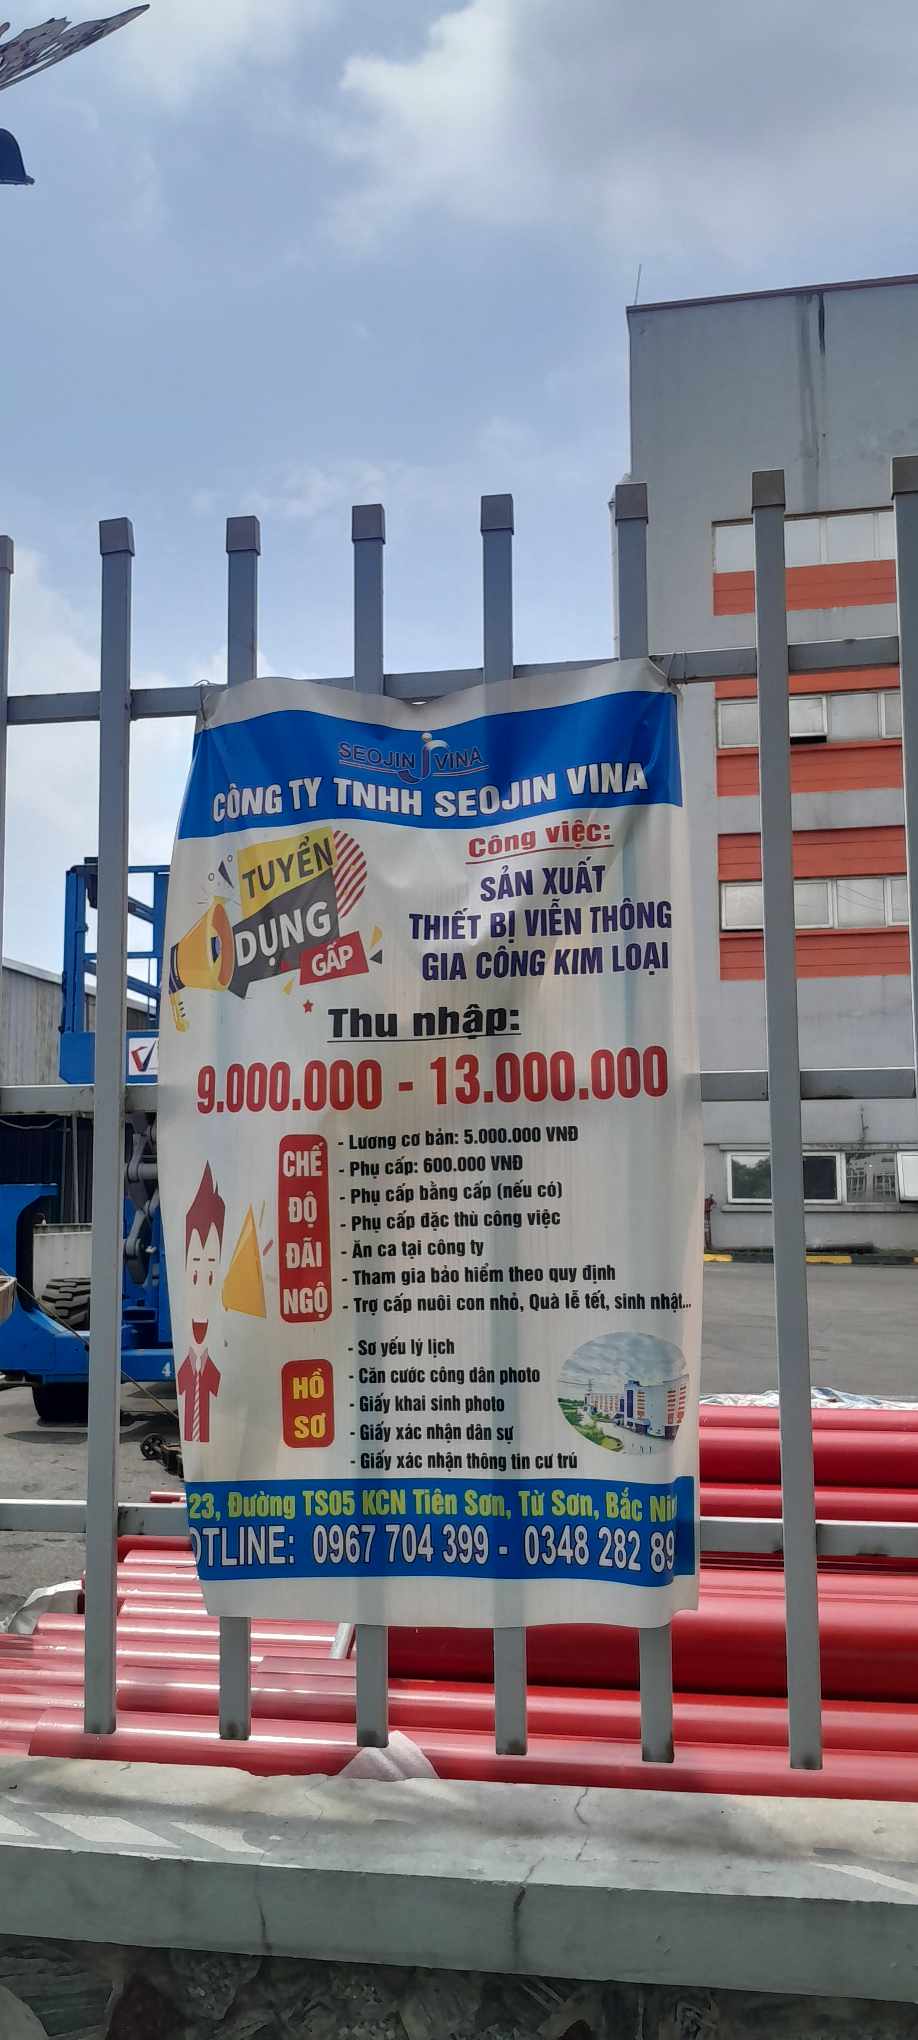 SEOJIN VINA
CÔNG TY TNHH SEOJIN VINA
TUYỂN
DỤNG
GẤP
Công việc:
SẢN XUẤT
THIẾT BỊ VIỄN THÔNG
GIA CÔNG KIM LOẠI
Thu nhập:
9.000.000 - 13.000.000
CHẾ
ĐỘ
ĐÃI
NGỘ
- Lương cơ bản: 5.000.000 VNĐ
- Phụ cấp: 600.000 VNĐ
- Phụ cấp bằng cấp (nếu có)
- Phụ cấp đặc thù công việc
- Ăn ca tại công ty
- Tham gia bảo hiểm theo quy định
- Trợ cấp nuôi con nhỏ, Quà lễ tết, sinh nhật...
HỒ
SƠ
- Sơ yếu lý lịch
- Căn cước công dân photo
- Giấy khai sinh photo
- Giấy xác nhận dân sự
- Giấy xác nhận thông tin cư trú
23, Đường TS05 KCN Tiên Sơn, Từ Sơn, Bắc Nin
OTLINE: 0967 704 399 - 0348 282 89
4